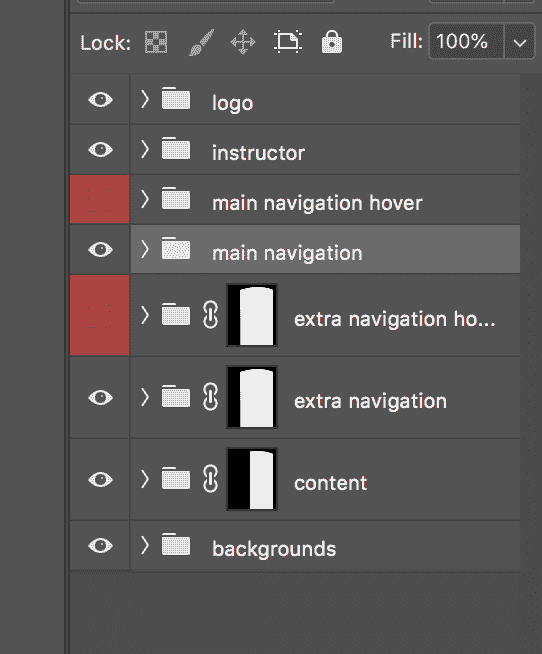 Lock:
Fill: 100%
logo
instructor
main navigation hover
main navigation
extra navigation ho...
extra navigation
content
backgrounds